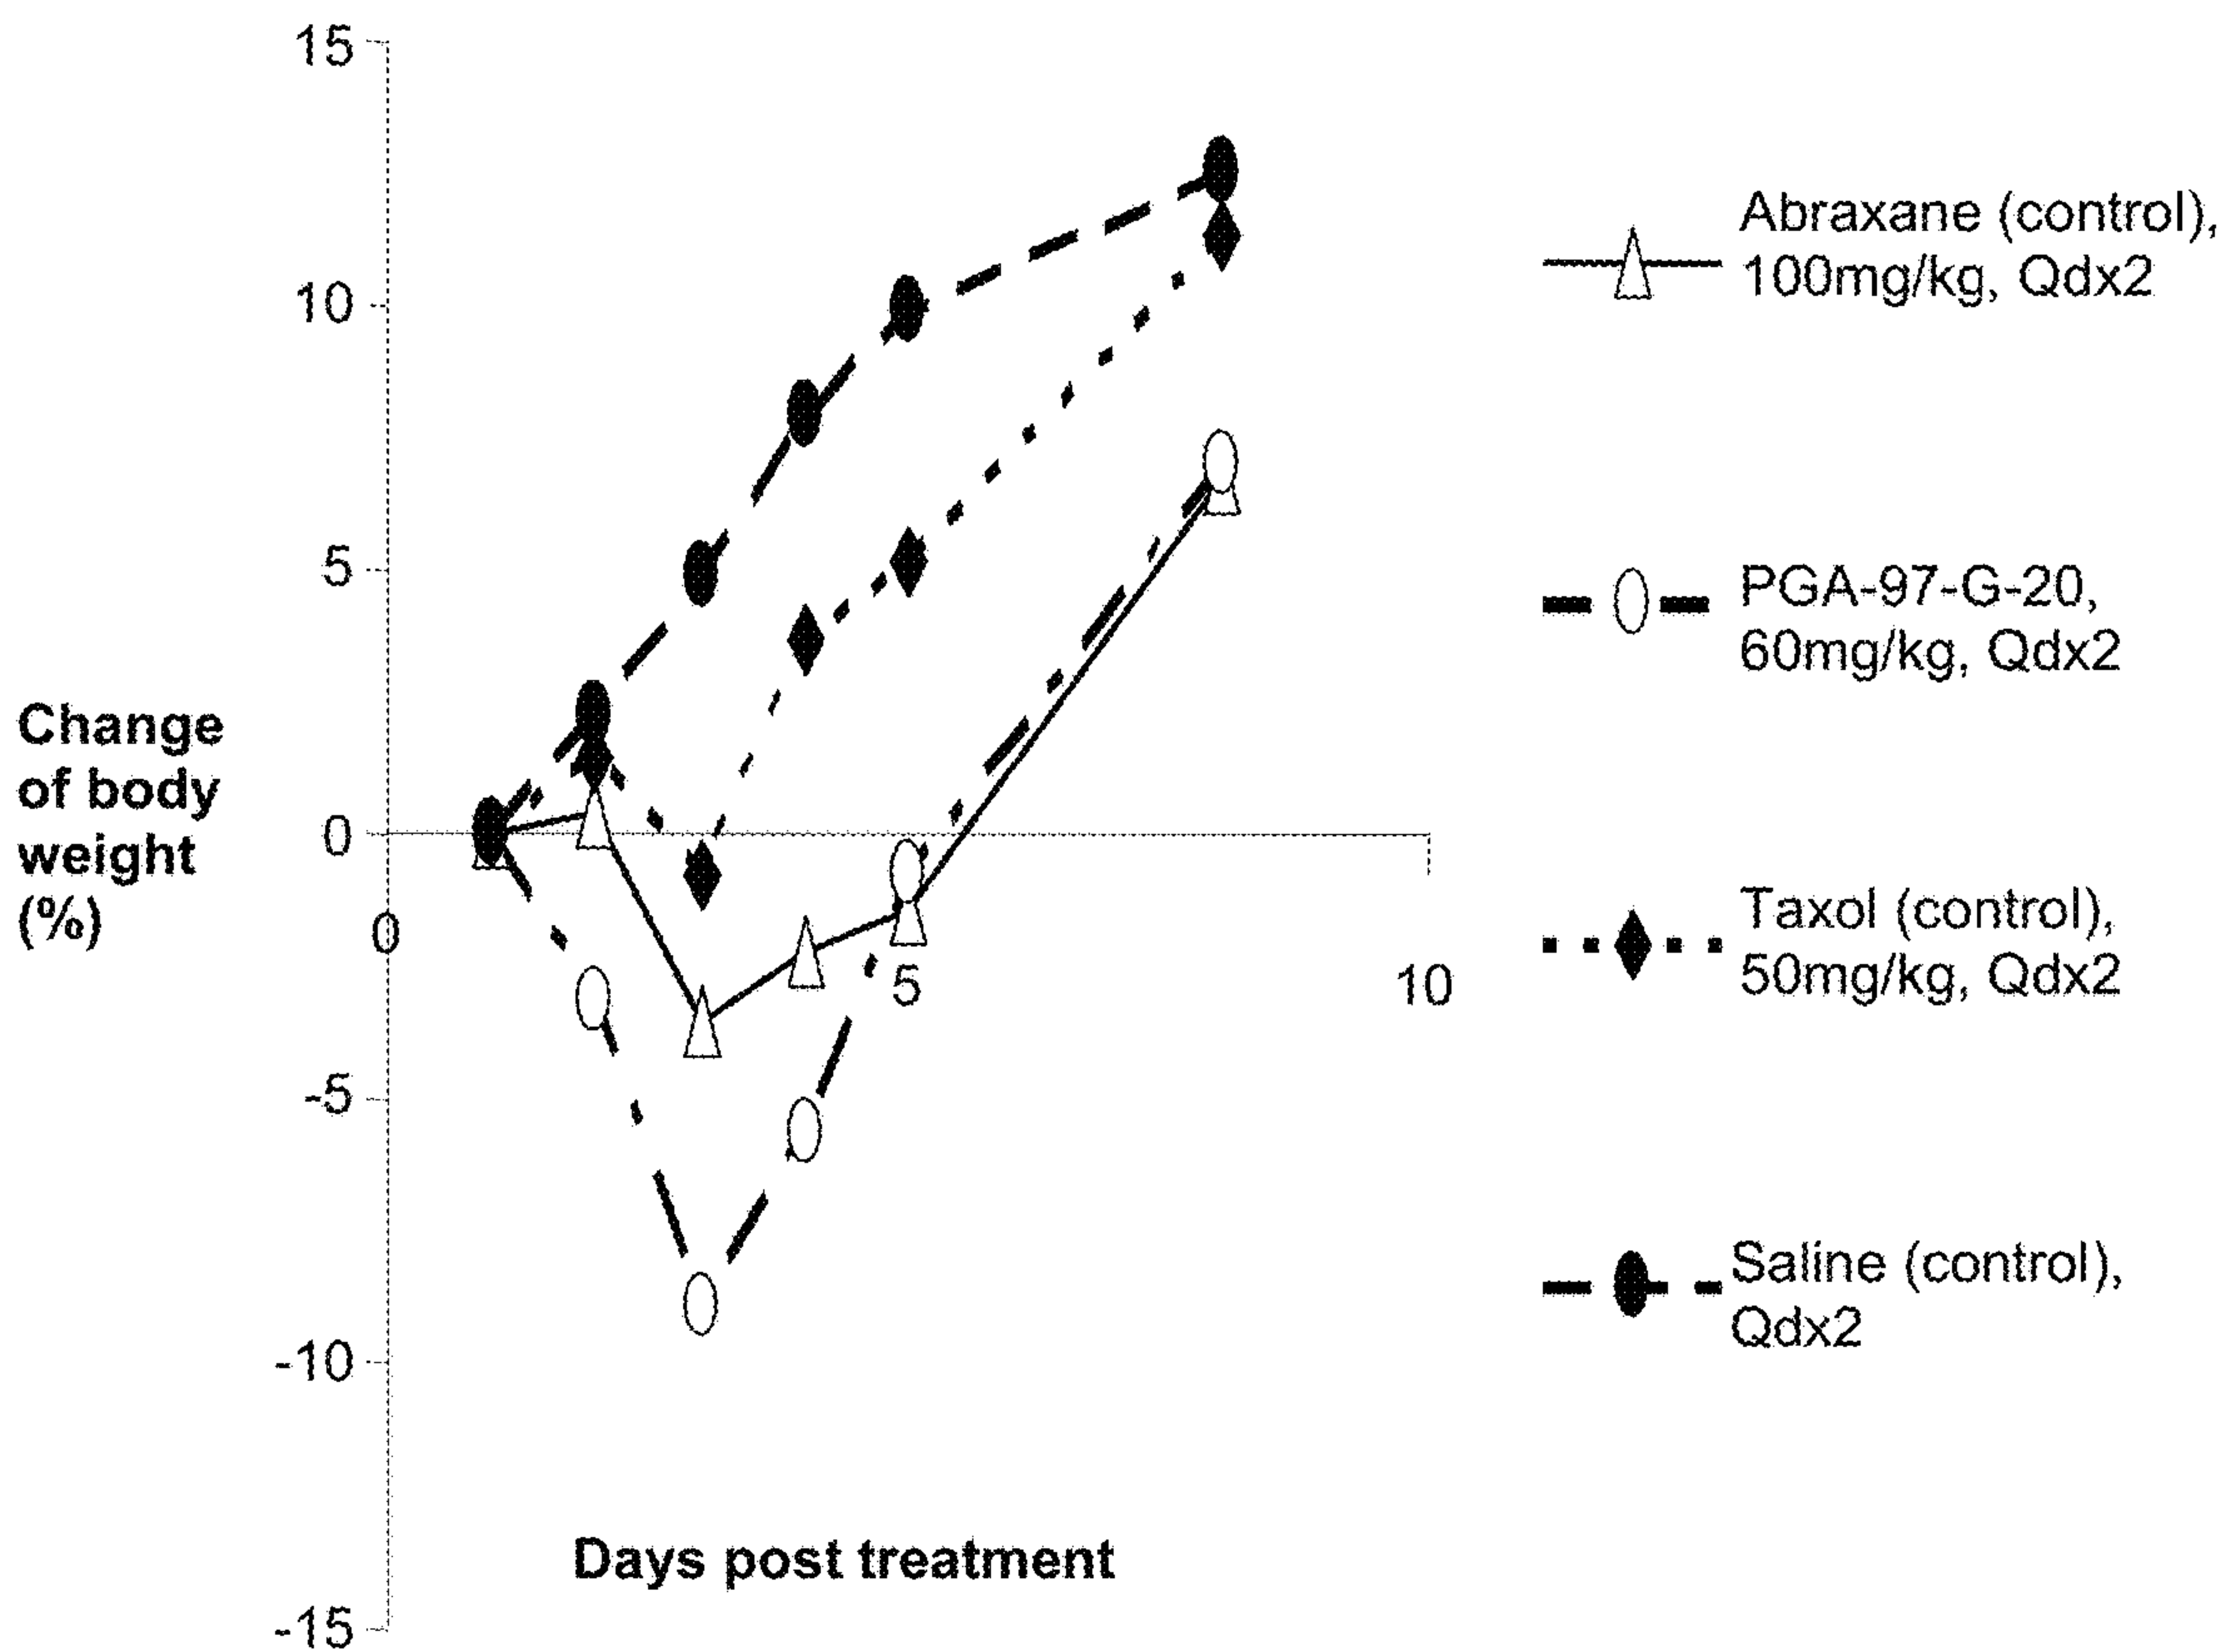 15
10
5
0
-5
-10
-15
Change
of body
weight
(%)
0
5
10
Days post treatment
Abraxane (control),
100mg/kg, Qdx2
PGA-97-G-20,
60mg/kg, Qdx2
Taxol (control),
50mg/kg, Qdx2
Saline (control),
Qdx2